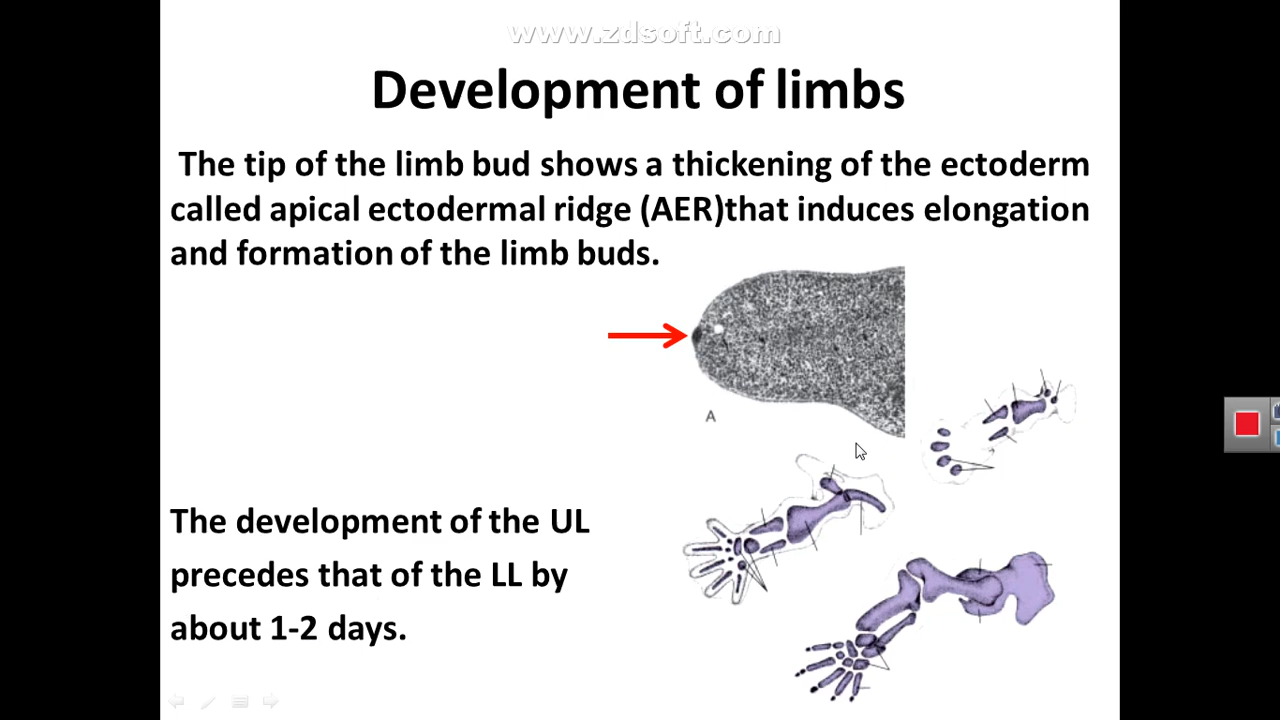 www.zdsoft.com
Development of limbs
The tip of the limb bud shows a thickening of the ectoderm
called apical ectodermal ridge (AER)that induces elongation
and formation of the limb buds.
A
The development of the UL
precedes that of the LL by
about 1-2 days.